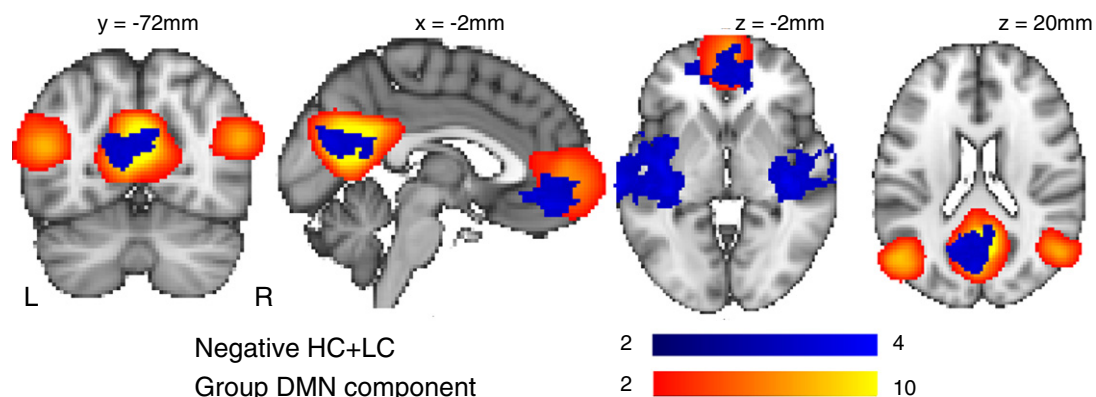 y = -72mm x = -2mm z = -2mm z = 20mm
L R
Negative HC+LC 2 4
Group DMN component 2 10